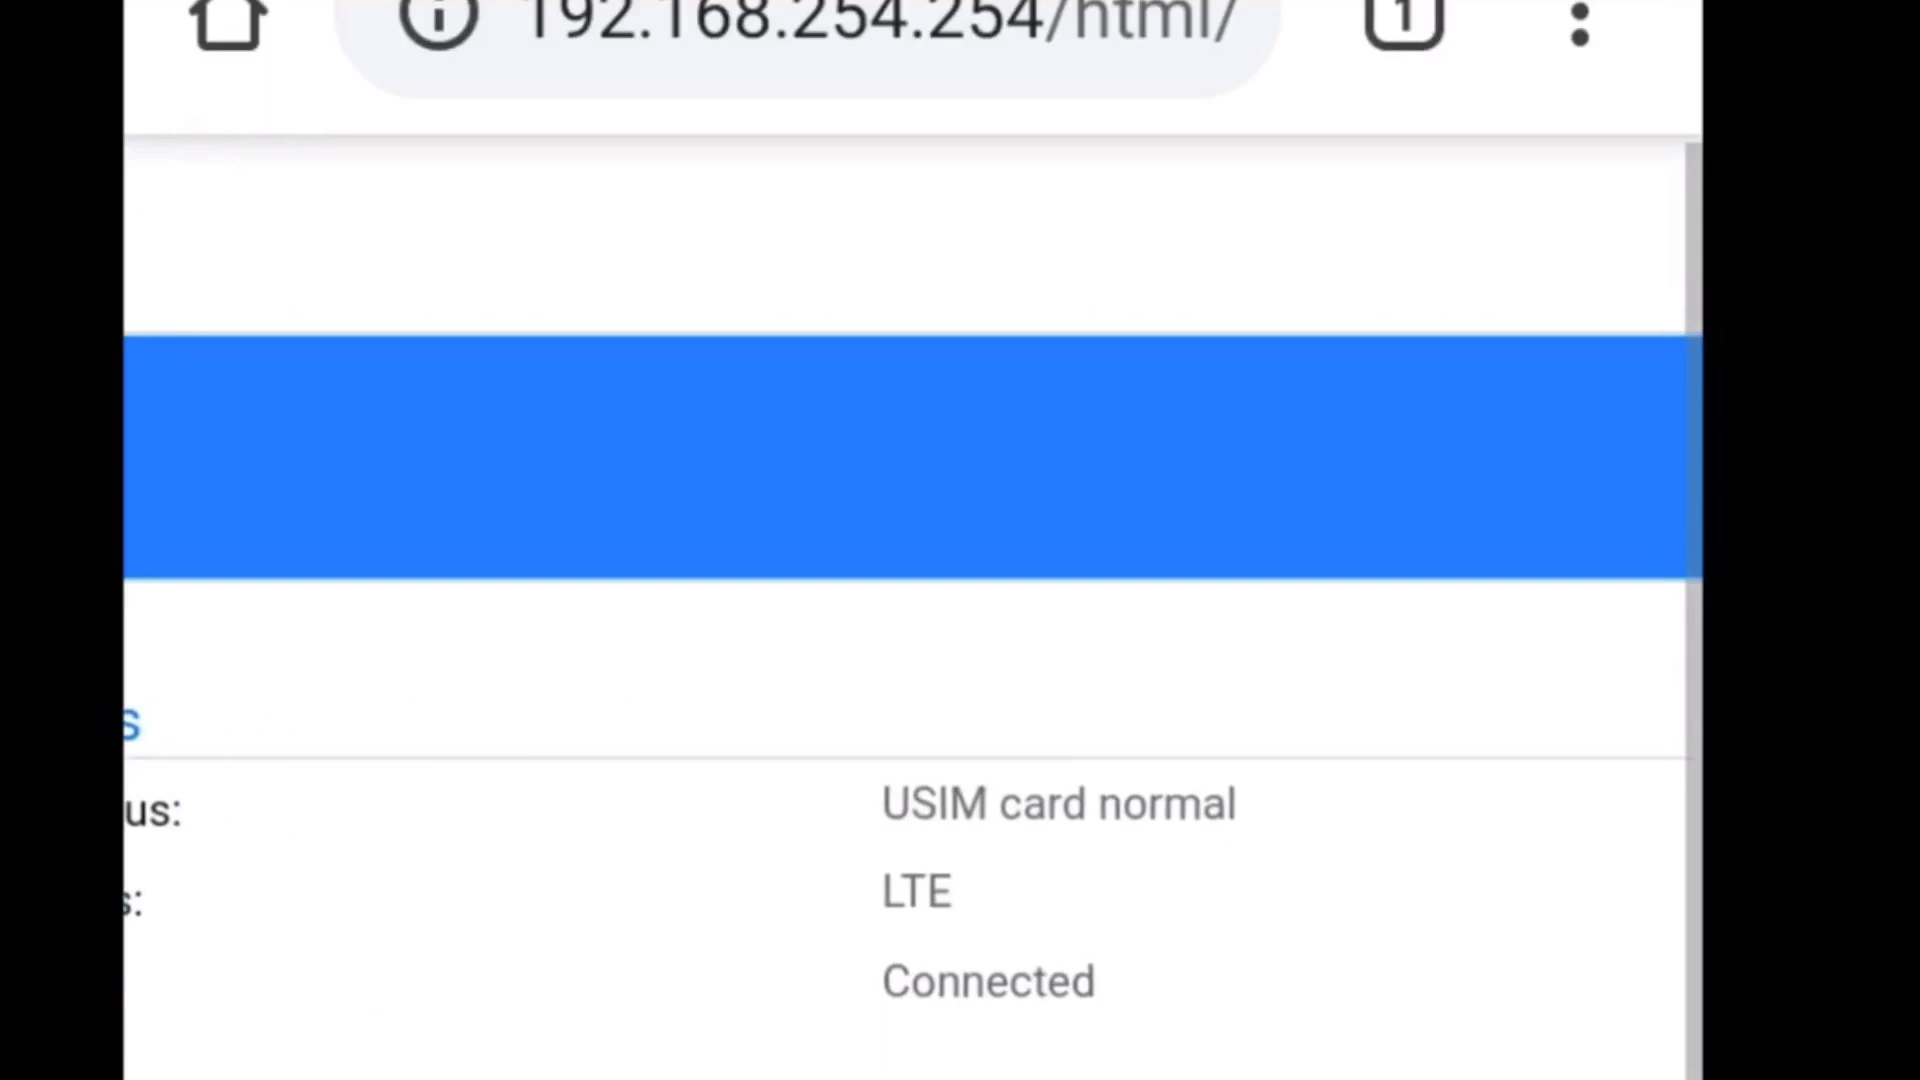 192.168.254.254/html/
1
s
us: USIM card normal
s: LTE
Connected